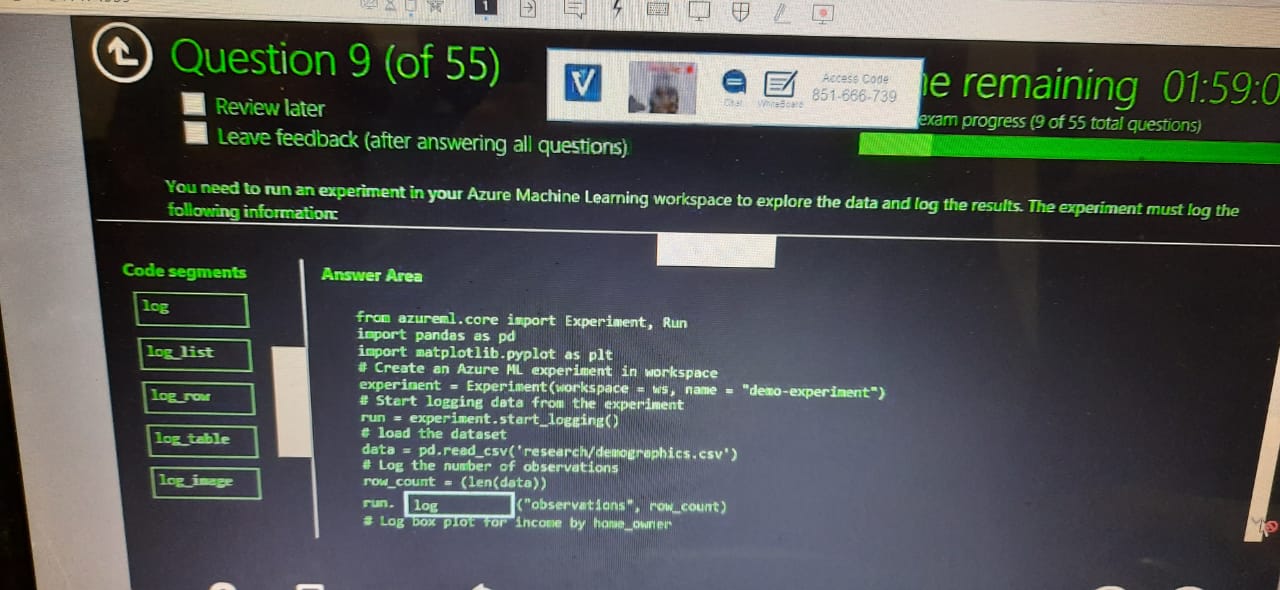 1
Question 9 (of 55)
Review later
Leave feedback (after answering all questions)
Chat
WhiteBoard
Access Code
851-666-739
remaining 01:59:0
exam progress (9 of 55 total questions)
You need to run an experiment in your Azure Machine Learning workspace to explore the data and log the results. The experiment must log the
following information:
Code segments
log
log_list
log_row
log_table
log_image
Answer Area
from azureml.core import Experiment, Run
import pandas as pd
import matplotlib.pyplot as plt
# Create an Azure ML experiment in workspace
experiment = Experiment(workspace = ws, name = "demo-experiment")
# Start logging data from the experiment
run = experiment.start_logging()
# load the dataset
data = pd.read_csv('research/demographics.csv')
# Log the number of observations
row_count = (len(data))
run. log ("observations", row_count)
# Log box plot for income by home_owner